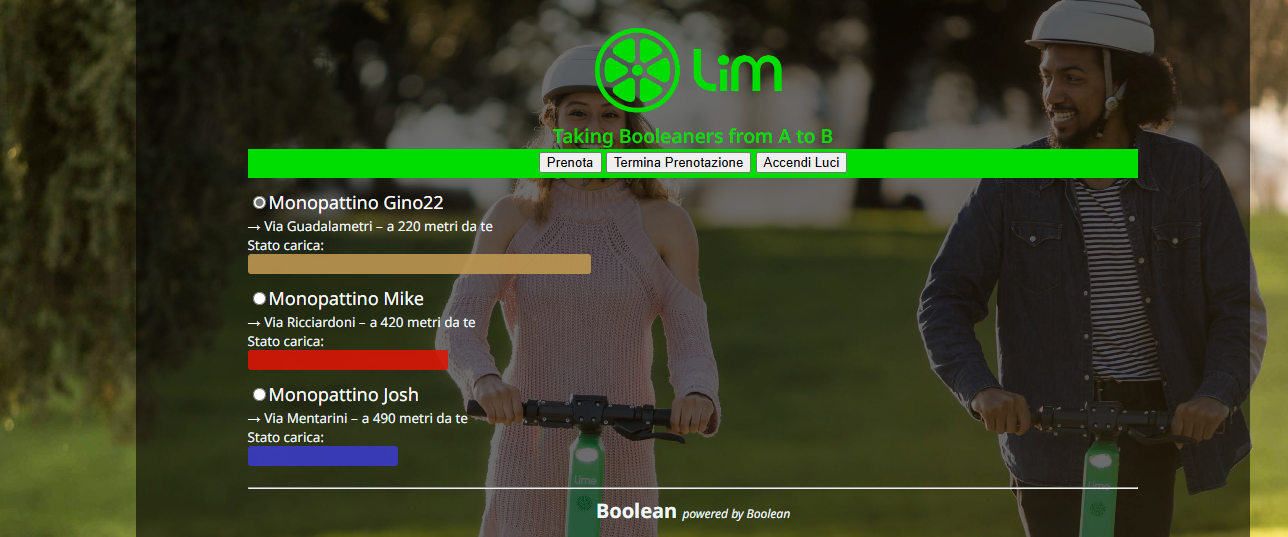 Lim
Taking Booleaners from A to B
Prenota Termina Prenotazione Accendi Luci
Monopattino Gino22
→ Via Guadalametri – a 220 metri da te
Stato carica:
Monopattino Mike
→ Via Ricciardoni – a 420 metri da te
Stato carica:
Monopattino Josh
→ Via Mentarini – a 490 metri da te
Stato carica:
Lime
Lime
Boolean powered by Boolean